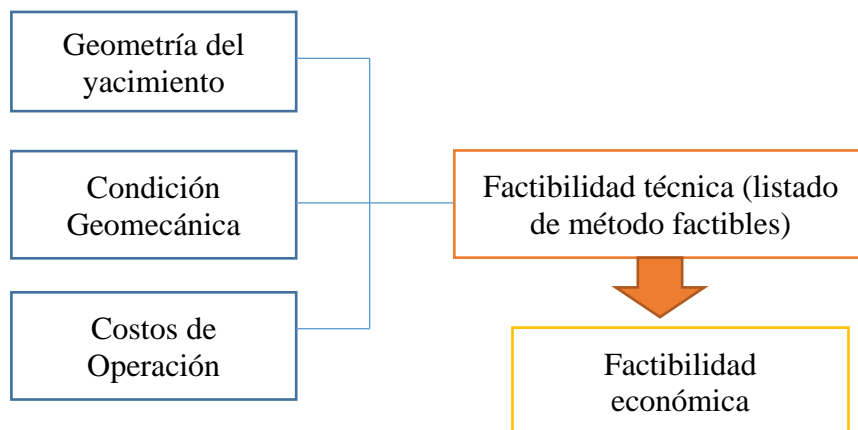 Geometría del
yacimiento
Condición
Geomecánica
Costos de
Operación
Factibilidad técnica (listado
de método factibles)
Factibilidad
económica